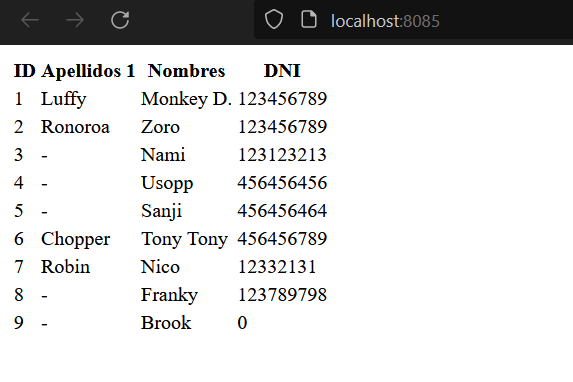 localhost:8085
ID Apellidos 1 Nombres DNI
1 Luffy Monkey D. 123456789
2 Ronoroa Zoro 123456789
3 - Nami 123123213
4 - Usopp 456456456
5 - Sanji 456456464
6 Chopper Tony Tony 456456789
7 Robin Nico 12332131
8 - Franky 123789798
9 - Brook 0